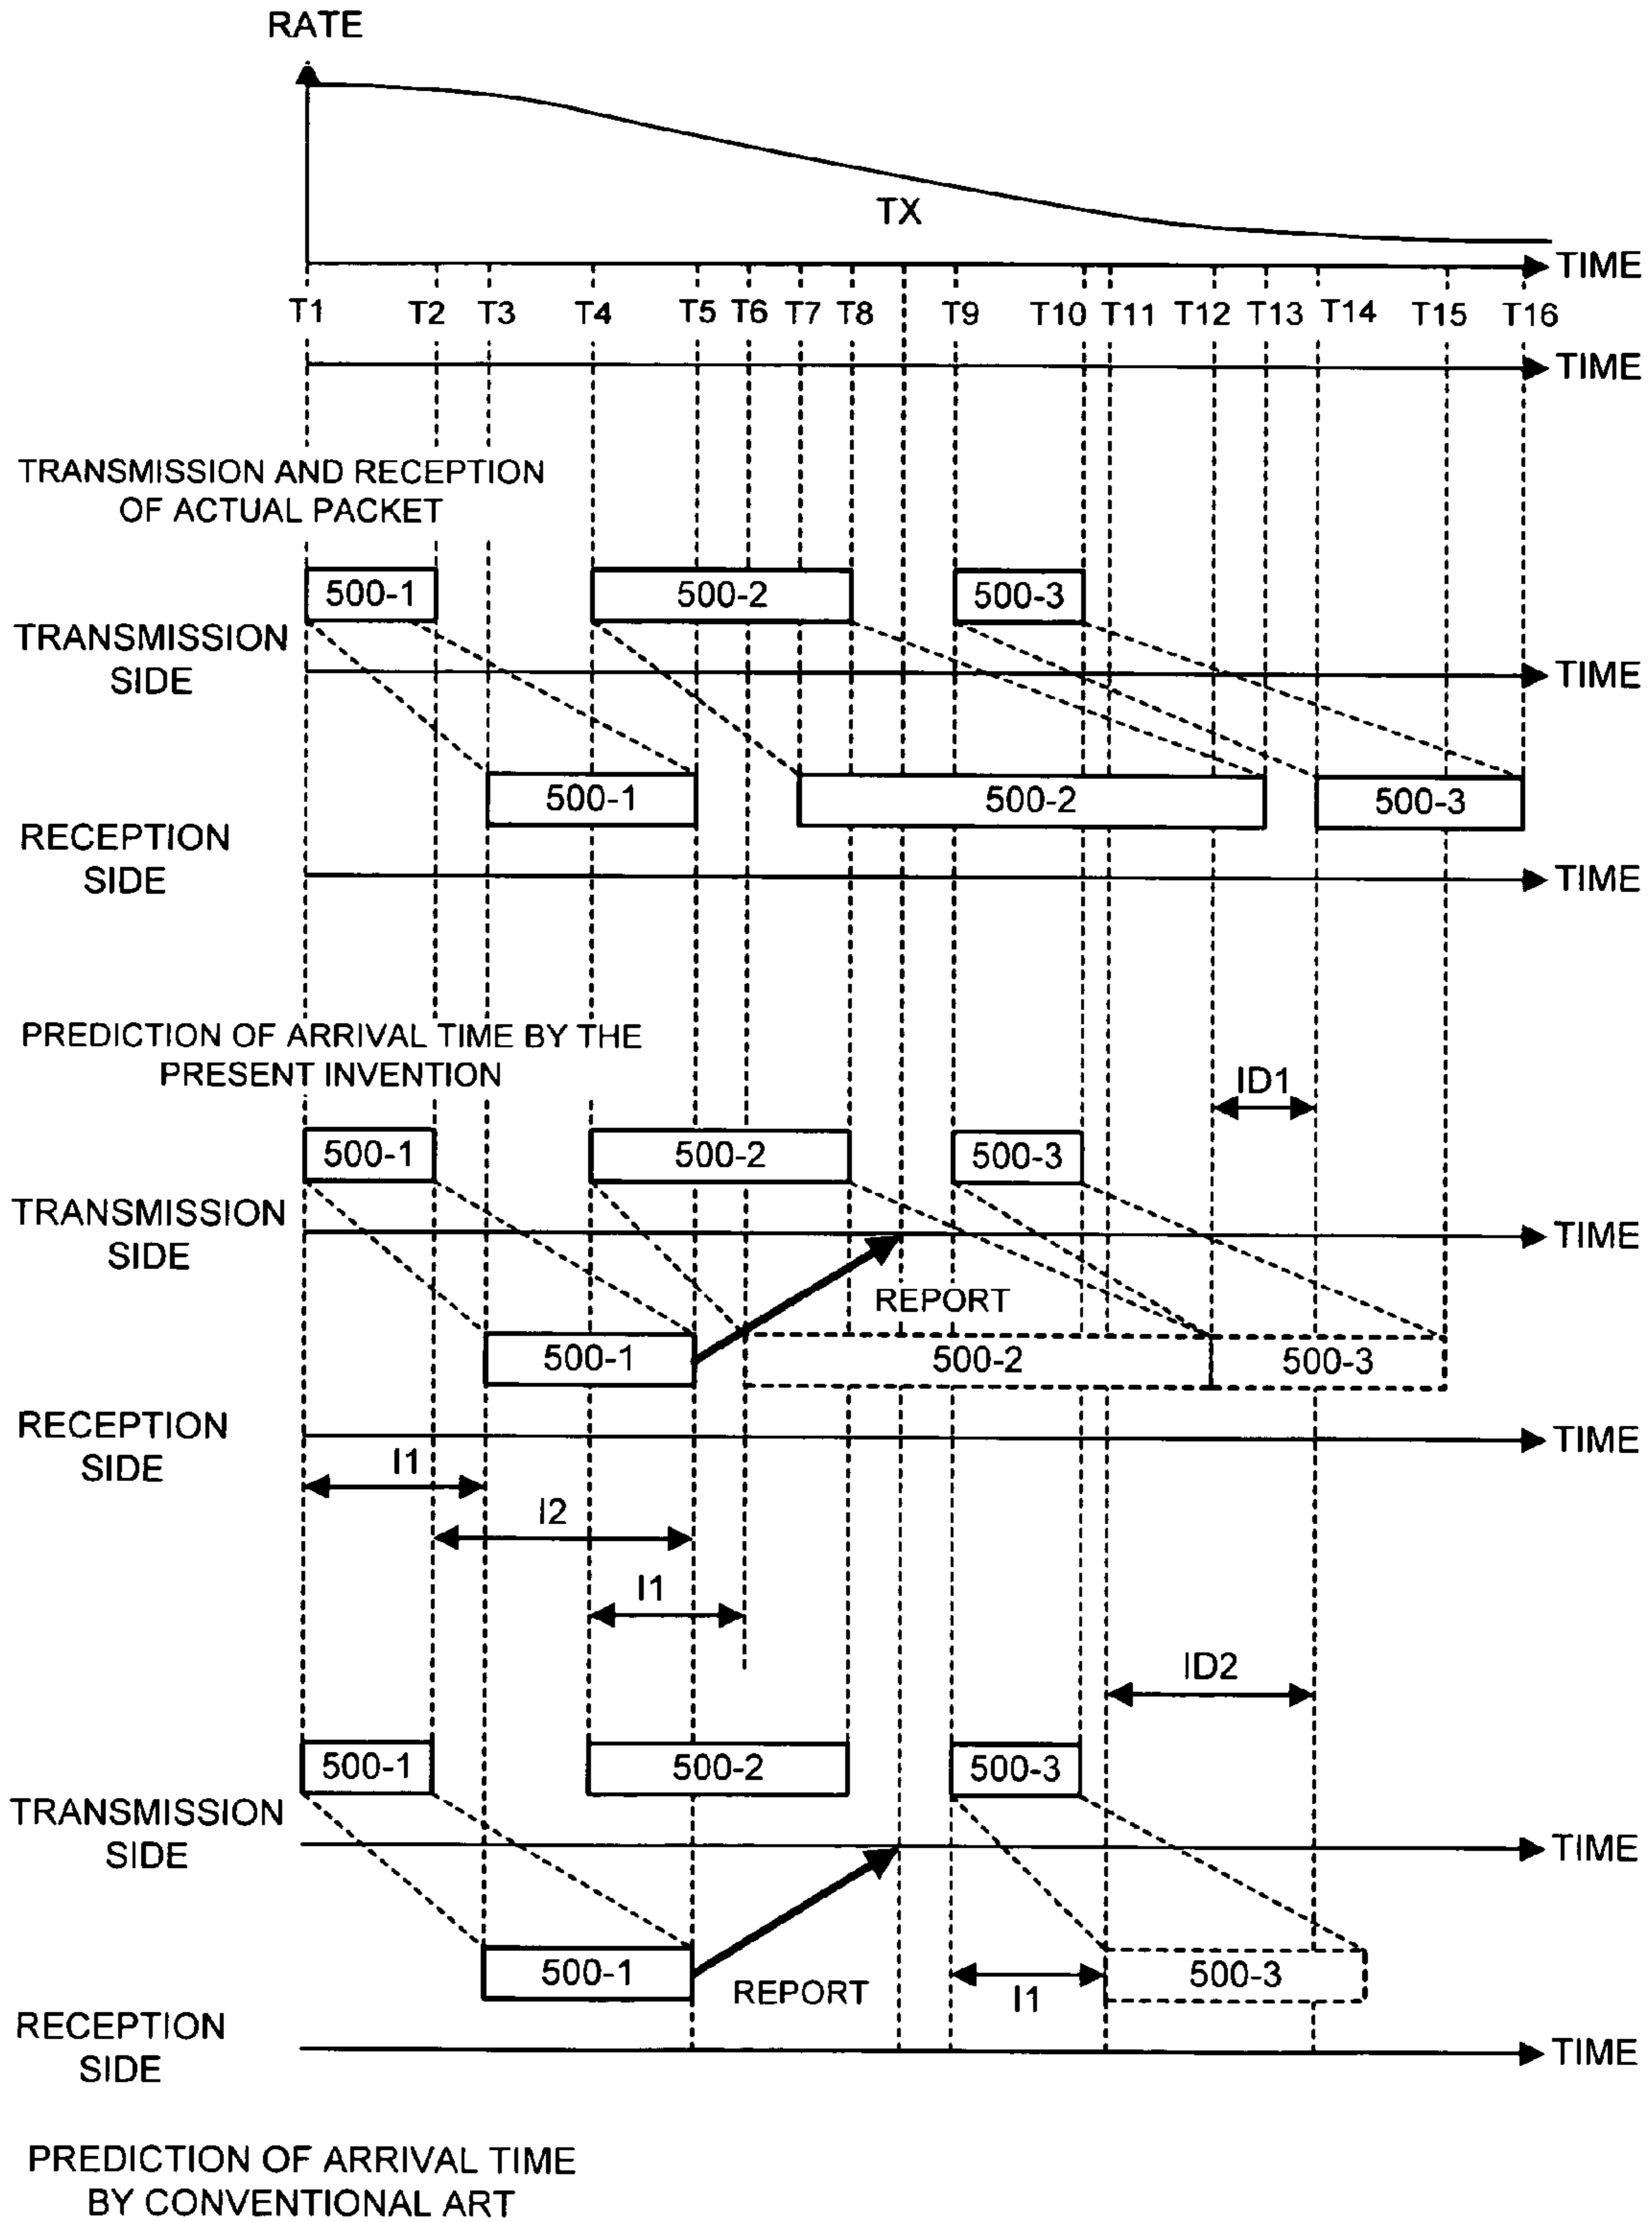 RATE
TX
TIME
T1 T2 T3 T4 T5 T6 T7 T8 T9 T10 T11 T12 T13 T14 T15 T16
TIME
TRANSMISSION AND RECEPTION
OF ACTUAL PACKET
500-1 500-2 500-3
TRANSMISSION
SIDE
TIME
500-1 500-2 500-3
RECEPTION
SIDE
TIME
PREDICTION OF ARRIVAL TIME BY THE
PRESENT INVENTION
ID1
500-1 500-2 500-3
TRANSMISSION
SIDE
TIME
REPORT
500-1 500-2 500-3
RECEPTION
SIDE
TIME
I1
I2
I1
ID2
500-1 500-2 500-3
TRANSMISSION
SIDE
TIME
500-1 REPORT I1 500-3
RECEPTION
SIDE
TIME
PREDICTION OF ARRIVAL TIME
BY CONVENTIONAL ART